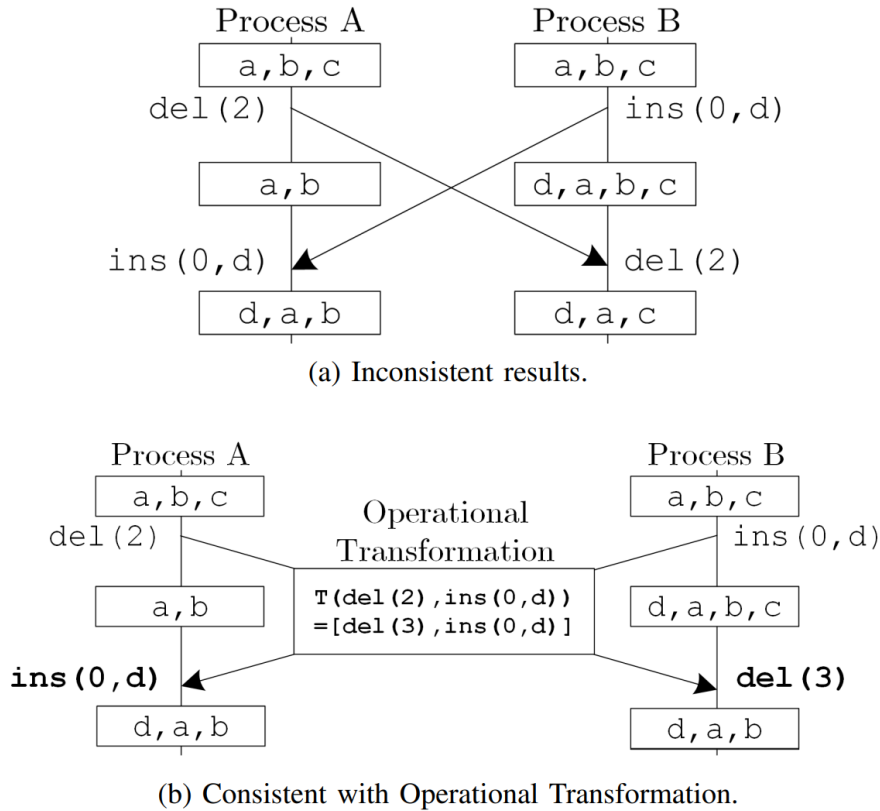 Process A Process B
a,b,c a,b,c
del(2) ins(0,d)
a,b d,a,b,c
ins(0,d) del(2)
d,a,b d,a,c
(a) Inconsistent results.
Process A Process B
a,b,c a,b,c
Operational
del(2) ins(0,d)
Transformation
a,b T(del(2),ins(0,d)) d,a,b,c
=[del(3),ins(0,d)]
ins(0,d) del(3)
d,a,b d,a,b
(b) Consistent with Operational Transformation.